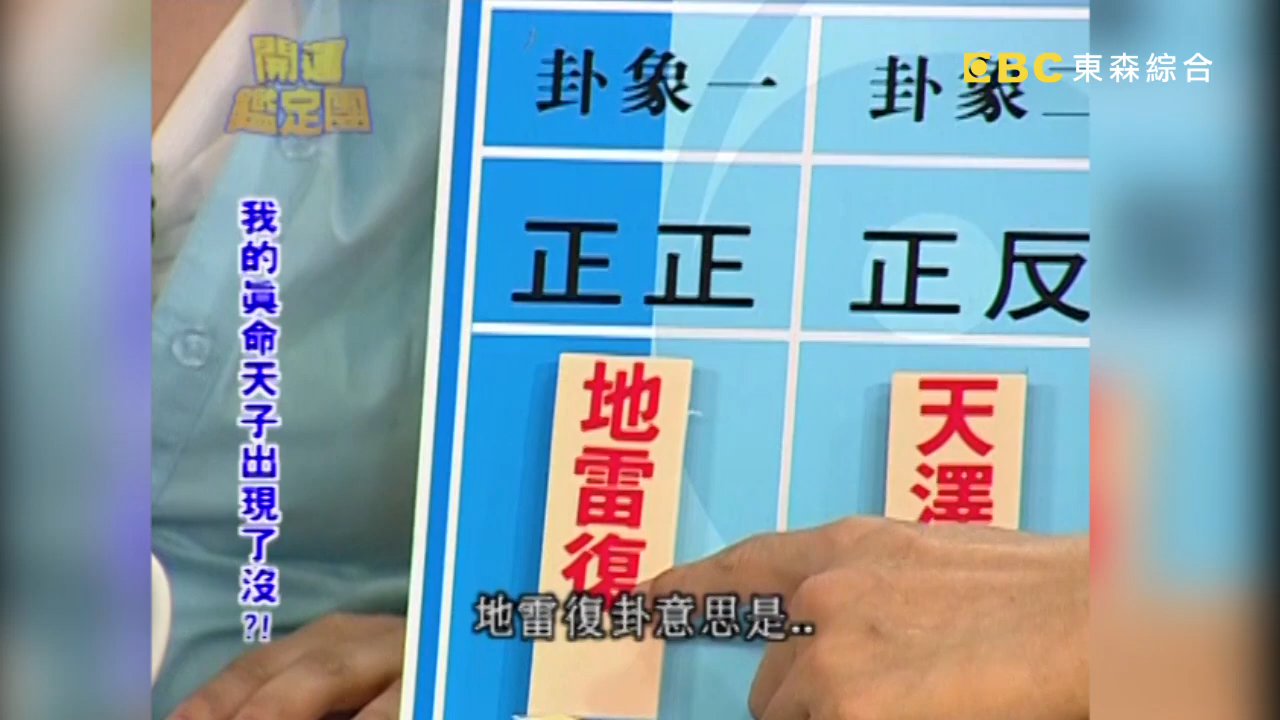 開運
鑑定團
EBC 東森綜合
我的真命天子出現了沒?!
卦象一
卦象二
正正
正反
地雷復
天澤
地雷復卦意思是..